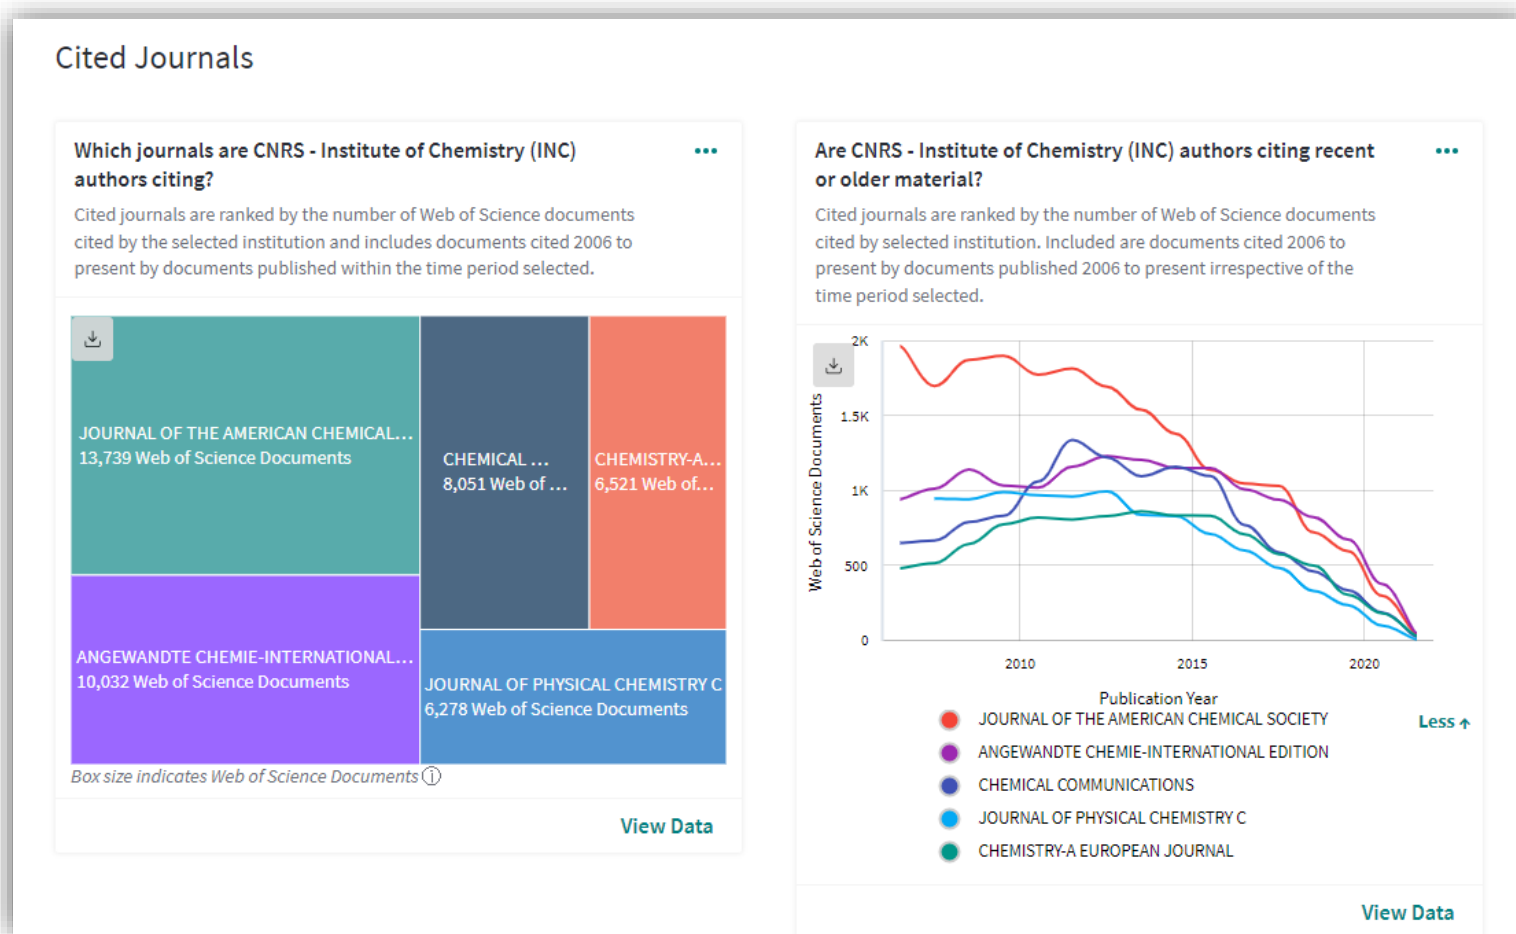 Cited Journals
Which journals are CNRS - Institute of Chemistry (INC)
authors citing?
Cited journals are ranked by the number of Web of Science documents
cited by the selected institution and includes documents cited 2006 to
present by documents published within the time period selected.
JOURNAL OF THE AMERICAN CHEMICAL...
13,739 Web of Science Documents
CHEMICAL ...
8,051 Web of ...
CHEMISTRY-A...
6,521 Web of...
ANGEWANDTE CHEMIE-INTERNATIONAL...
10,032 Web of Science Documents
JOURNAL OF PHYSICAL CHEMISTRY C
6,278 Web of Science Documents
Box size indicates Web of Science Documents
View Data
Are CNRS - Institute of Chemistry (INC) authors citing recent
or older material?
Cited journals are ranked by the number of Web of Science documents
cited by selected institution. Included are documents cited 2006 to
present by documents published 2006 to present irrespective of the
time period selected.
Web of Science Documents
2K
1.5K
1K
500
0
2010
2015
2020
Publication Year
JOURNAL OF THE AMERICAN CHEMICAL SOCIETY
Less ↑
ANGEWANDTE CHEMIE-INTERNATIONAL EDITION
CHEMICAL COMMUNICATIONS
JOURNAL OF PHYSICAL CHEMISTRY C
CHEMISTRY-A EUROPEAN JOURNAL
View Data